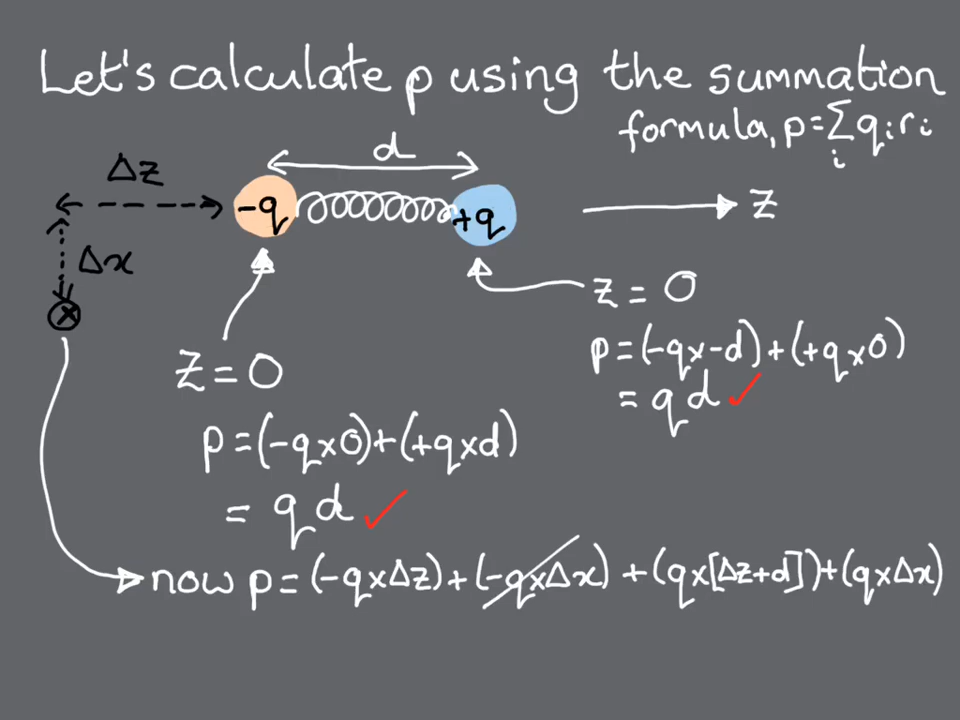 Let's calculate p using the summation
formula, p=∑ᵢ qᵢrᵢ
d
Δz
-q
+q
z
Δx
z = 0
p=(-q×-d)+(+q×0)
= qd ✓
z=0
p=(-q×0)+(+q×d)
= qd ✓
now p=(-q×Δz)+(-q×Δx)+(q×[Δz+d])+(q×Δx)